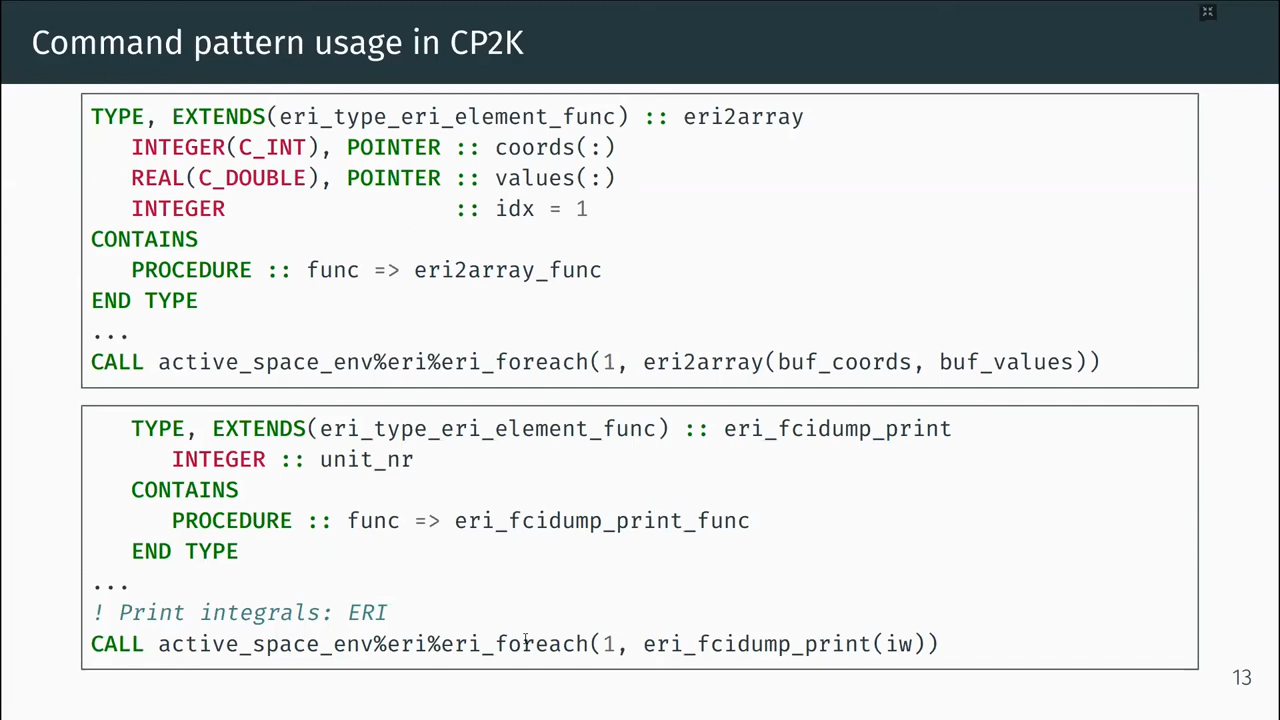 Command pattern usage in CP2K
TYPE, EXTENDS(eri_type_eri_element_func) :: eri2array
INTEGER(C_INT), POINTER :: coords(:)
REAL(C_DOUBLE), POINTER :: values(:)
INTEGER :: idx = 1
CONTAINS
PROCEDURE :: func => eri2array_func
END TYPE
...
CALL active_space_env%eri%eri_foreach(1, eri2array(buf_coords, buf_values))
TYPE, EXTENDS(eri_type_eri_element_func) :: eri_fcidump_print
INTEGER :: unit_nr
CONTAINS
PROCEDURE :: func => eri_fcidump_print_func
END TYPE
...
! Print integrals: ERI
CALL active_space_env%eri%eri_foreach(1, eri_fcidump_print(iw))
13